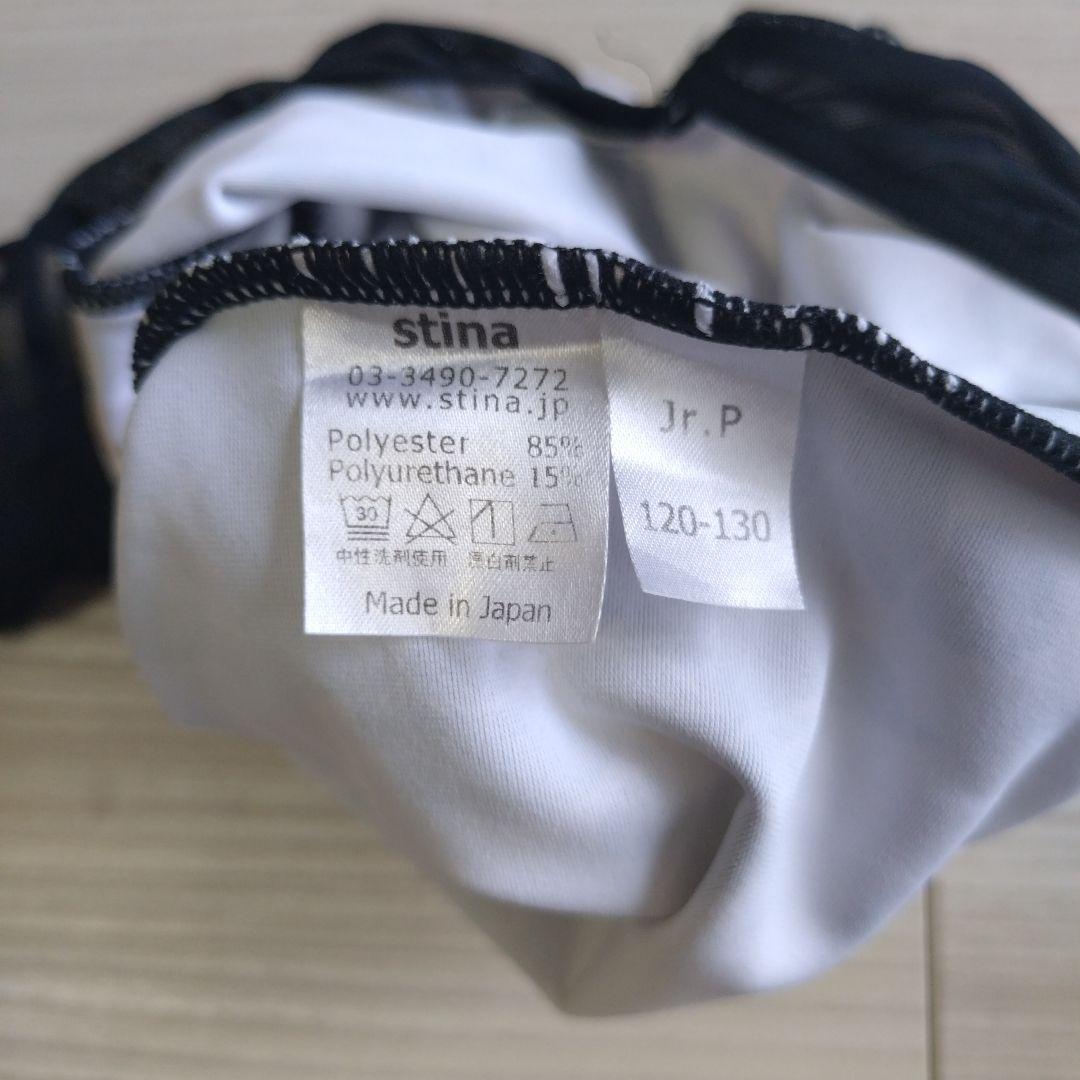 stina
03-3490-7272
www.stina.jp
Polyester 85%
Polyurethane 15%
30
中性洗剤使用 漂白剤禁止
Made in Japan
Jr.P
120-130